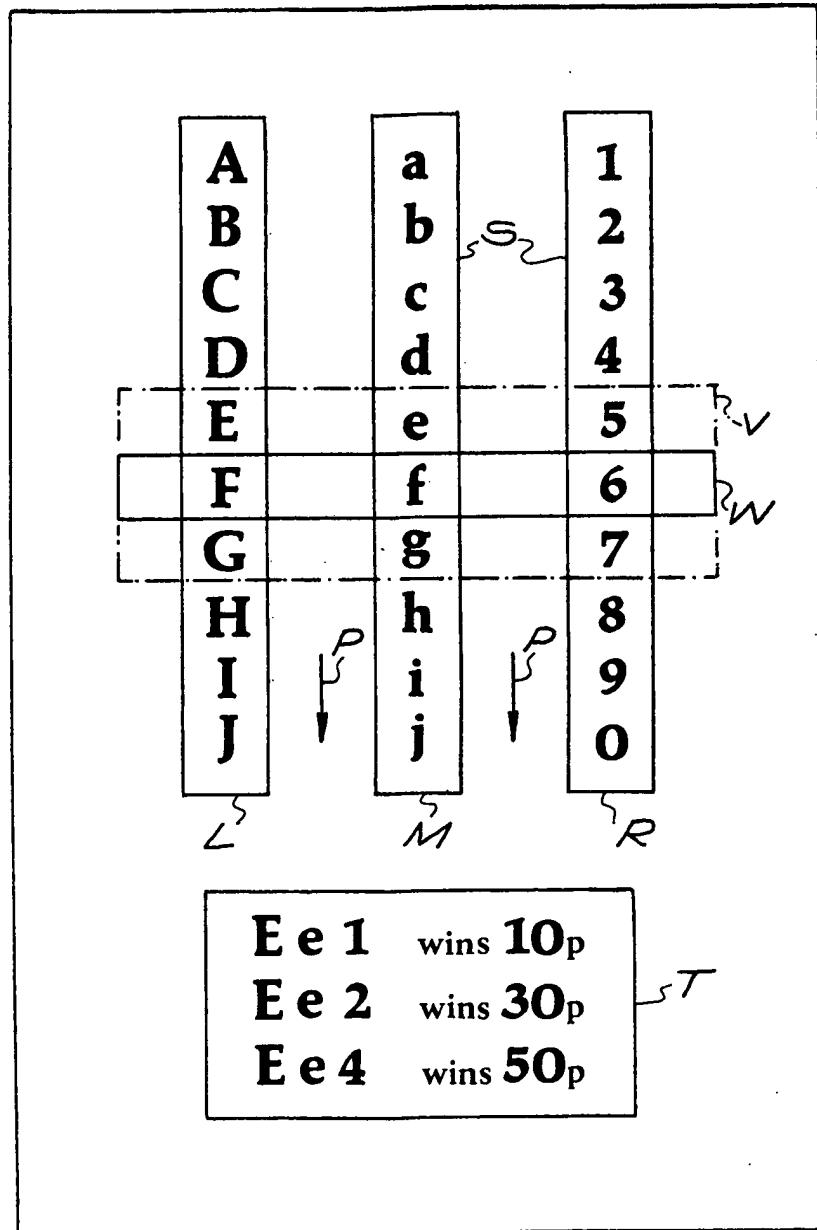 A a 1
B b S 2
C c 3
D d 4
E e 5 V
F f 6 W
G g 7
H h 8
P P
I i 9
J j 0
L M R
E e 1 wins 10p
E e 2 wins 30p T
E e 4 wins 50p